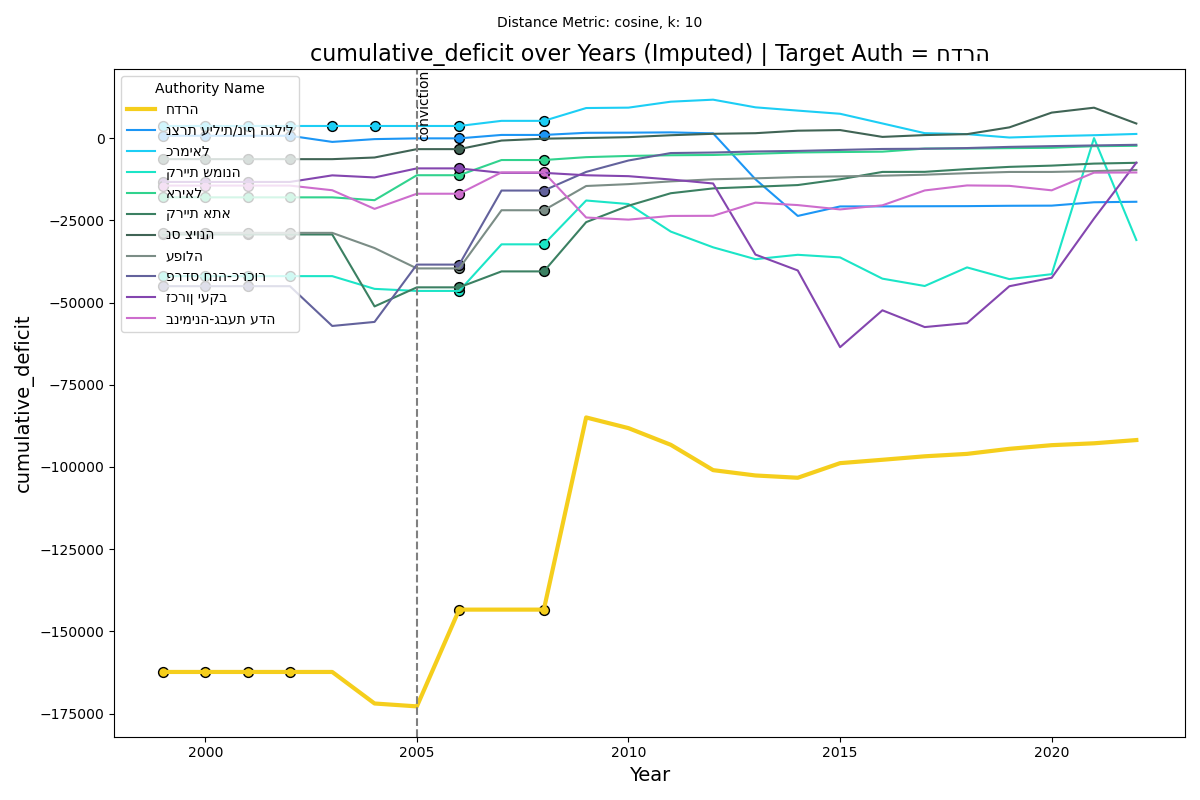 Distance Metric: cosine, k: 10
cumulative_deficit over Years (Imputed) | Target Auth = חדרה
Authority Name
חדרה
נצרת עילית/נוף הגליל
כרמיאל
קריית שמונה
אריאל
קריית אתא
נס ציונה
עפולה
פרדס חנה-כרכור
זכרון יעקב
בנימינה-גבעת עדה
conviction
cumulative_deficit
0
−25000
−50000
−75000
−100000
−125000
−150000
−175000
2000
2005
2010
2015
2020
Year